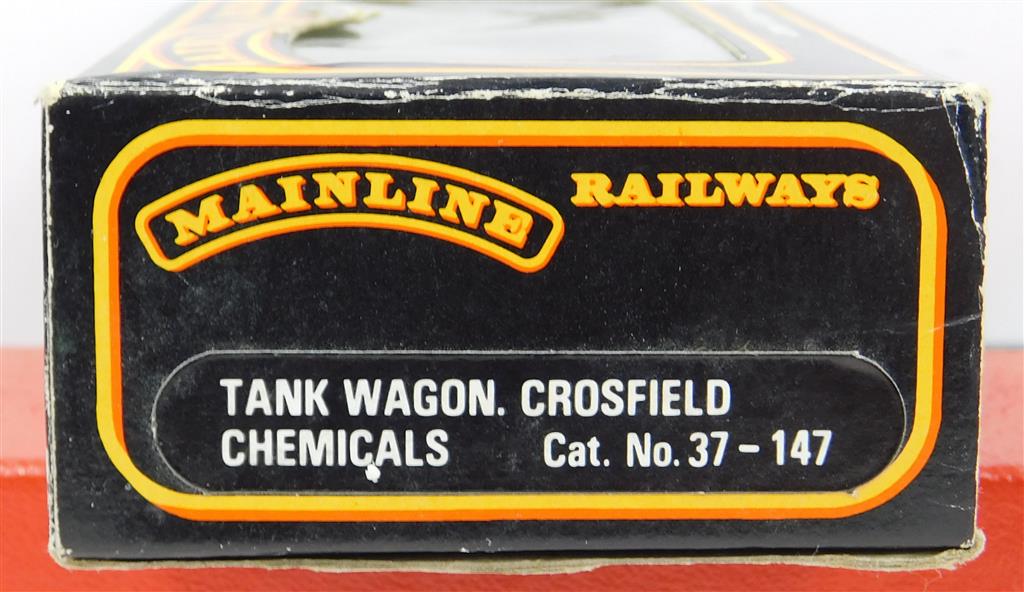 MAINLINE RAILWAYS
TANK WAGON. CROSFIELD
CHEMICALS Cat. No. 37 - 147